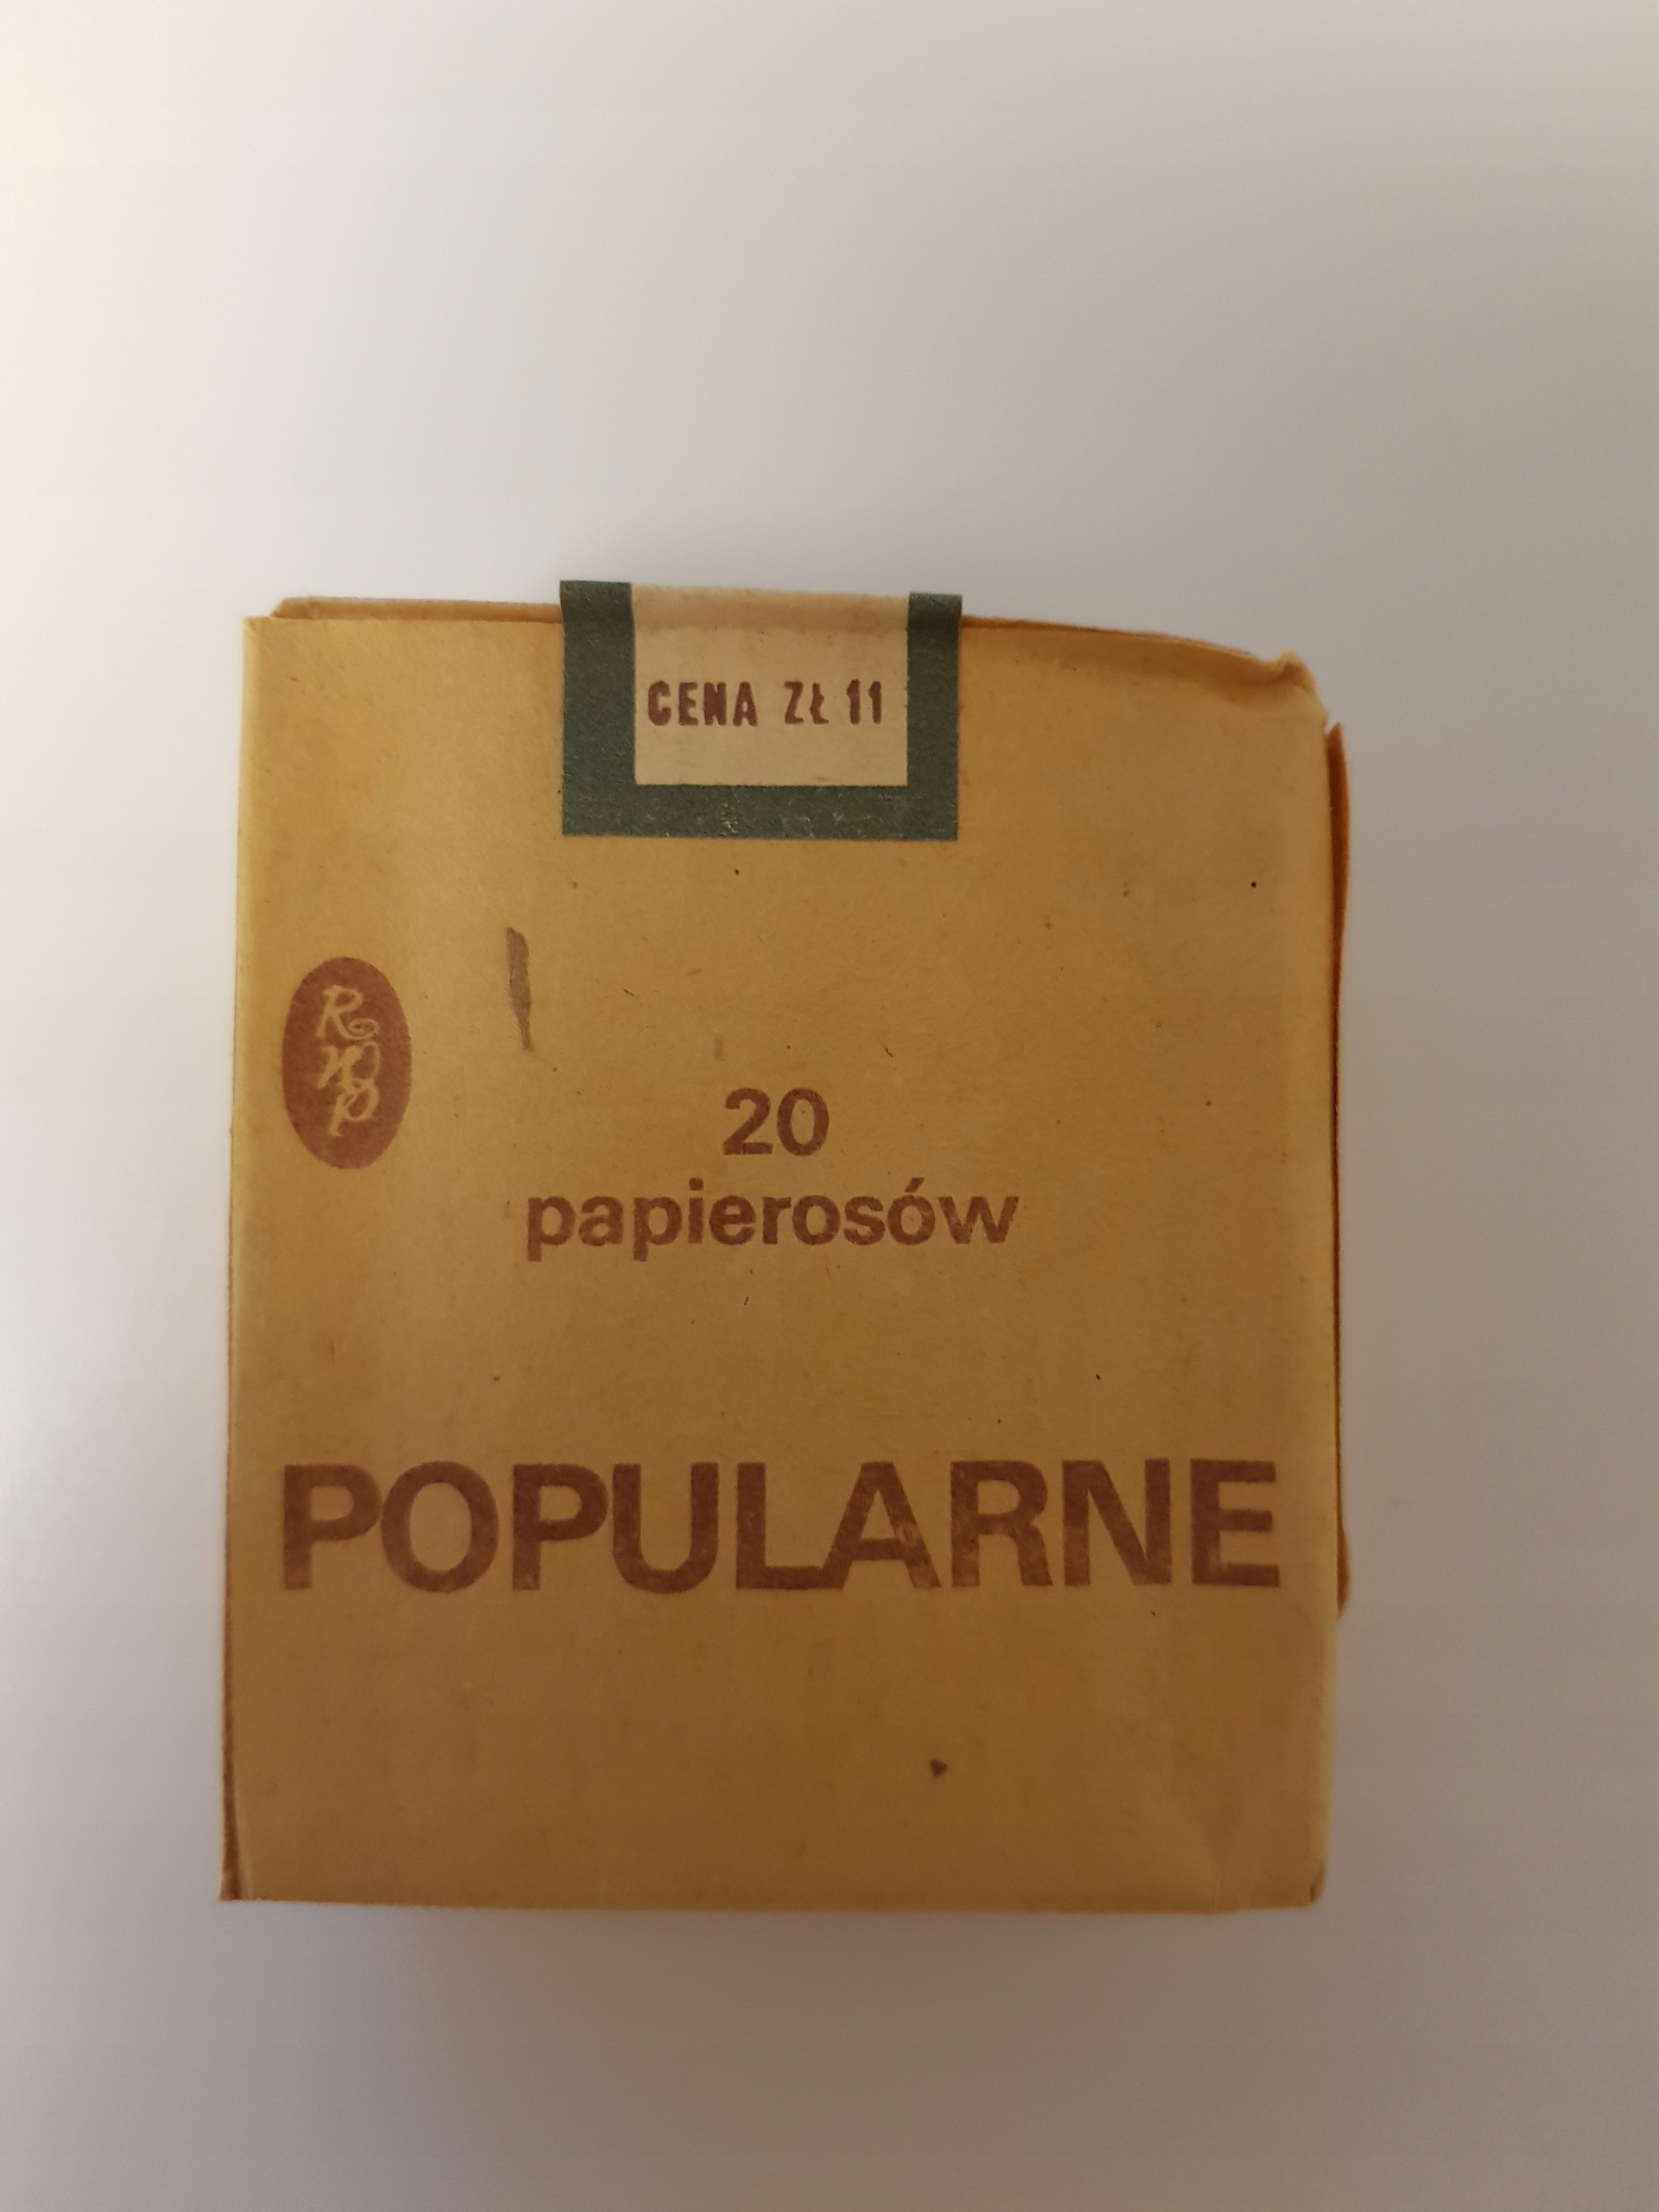 CENA ZŁ 11
20
papierosów
POPULARNE